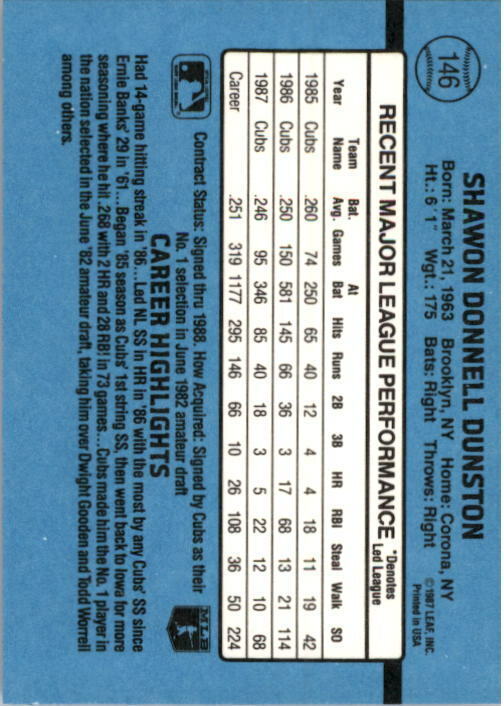 146
SHAWON DONNELL DUNSTON
Born: March 21, 1963 Brooklyn, NY Home: Corona, NY
Ht.: 6'1" Wgt.: 175 Bats: Right Throws: Right
©1987 LEAF, INC.
Printed in USA
RECENT MAJOR LEAGUE PERFORMANCE
*Denotes
Led League
Year Team Name Bat. Avg. Games At Bat Hits Runs 2B 3B HR RBI Steal Walk SO
1985 Cubs .260 74 250 65 40 12 4 4 18 11 19 42
1986 Cubs .250 150 581 145 66 36 3 17 68 13 21 114
1987 Cubs .246 95 346 85 40 18 3 5 22 12 10 68
Career .251 319 1177 295 146 66 10 26 108 36 50 224
Contract Status: Signed thru 1988. How Acquired: Signed by Cubs as their
No. 1 selection in June 1982 amateur draft
MLB
CAREER HIGHLIGHTS
Had 14-game hitting streak in '86...Led NL SS in HR in '86 with the most by any Cubs' SS since
Ernie Banks' 29 in '61...Began '85 season as Cubs' 1st string SS, then went back to Iowa for more
seasoning where he hit .268 with 2 HR and 28 RBI in 73 games...Cubs made him the No. 1 player in
the nation selected in the June '82 amateur draft, taking him over Dwight Gooden and Todd Worrell
among others.